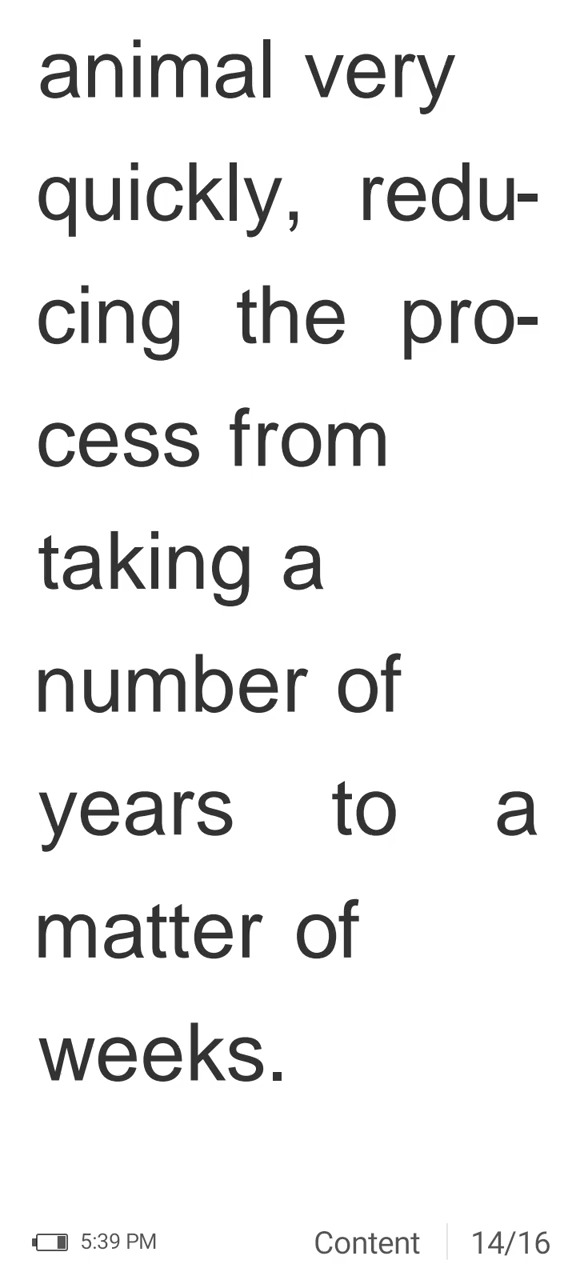 animal very
quickly, redu-
cing the pro-
cess from
taking a
number of
years to a
matter of
weeks.
5:39 PM Content 14/16